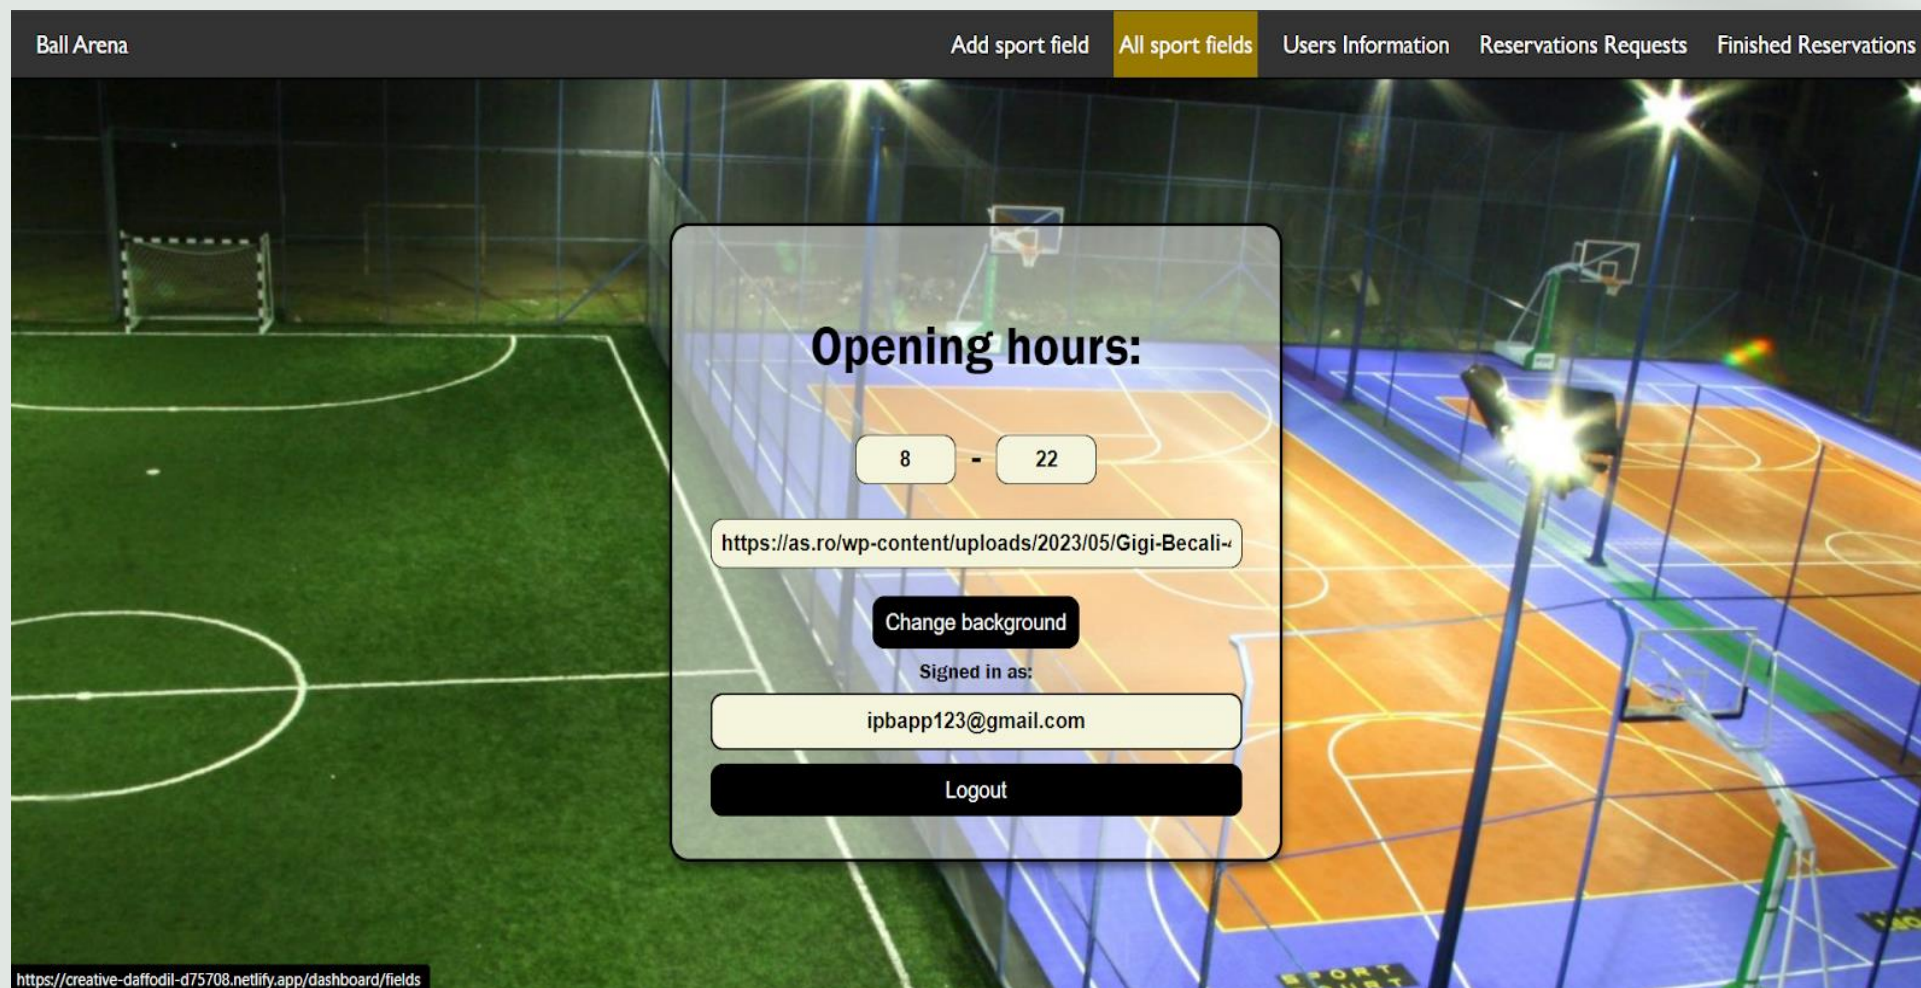 Ball Arena
Add sport field
All sport fields
Users Information
Reservations Requests
Finished Reservations
Opening hours:
8 - 22
https://as.ro/wp-content/uploads/2023/05/Gigi-Becali-
Change background
Signed in as:
ipbapp123@gmail.com
Logout
SPORT
https://creative-daffodil-d75708.netlify.app/dashboard/fields